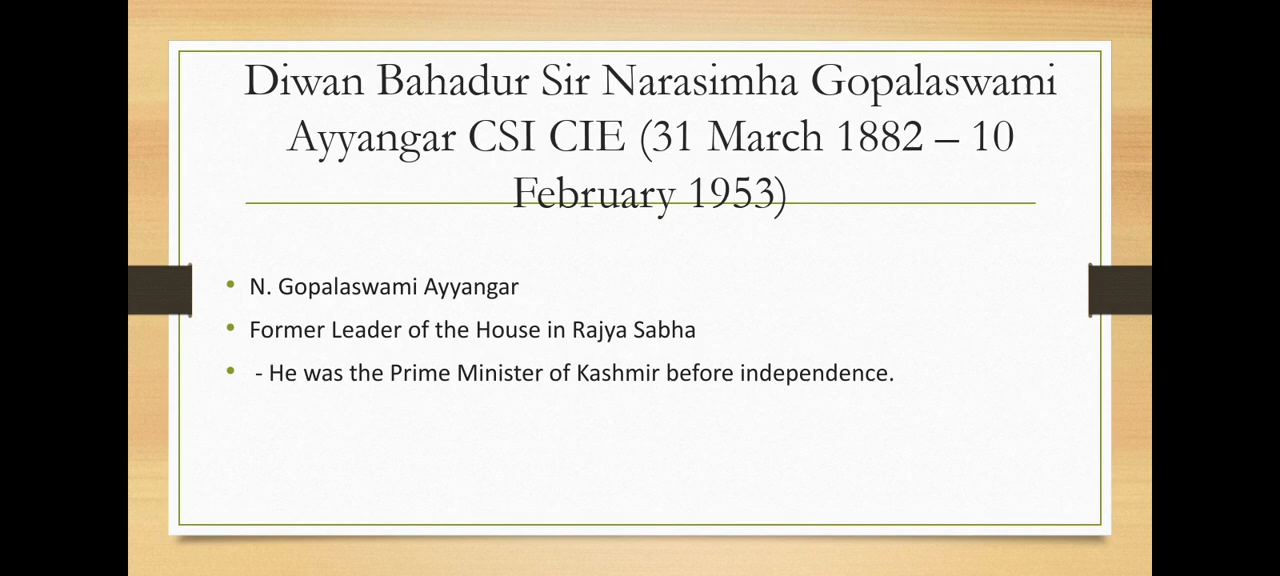 Diwan Bahadur Sir Narasimha Gopalaswami
Ayyangar CSI CIE (31 March 1882 – 10
February 1953)
• N. Gopalaswami Ayyangar
• Former Leader of the House in Rajya Sabha
• - He was the Prime Minister of Kashmir before independence.